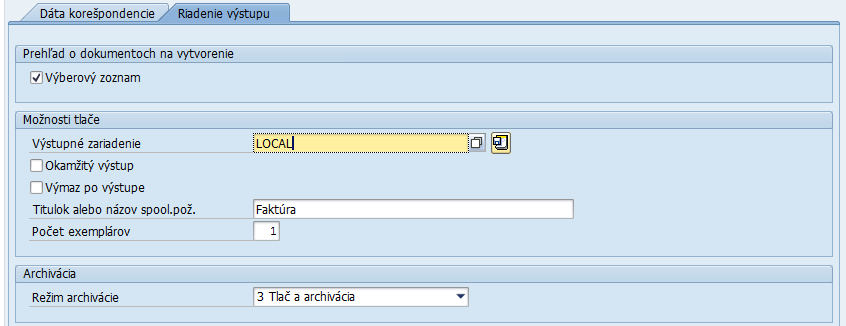 Dáta korešpondencie Riadenie výstupu
Prehľad o dokumentoch na vytvorenie
Výberový zoznam
Možnosti tlače
Výstupné zariadenie LOCAL
Okamžitý výstup
Výmaz po výstupe
Titulok alebo názov spool.pož. Faktúra
Počet exemplárov 1
Archivácia
Režim archivácie 3 Tlač a archivácia